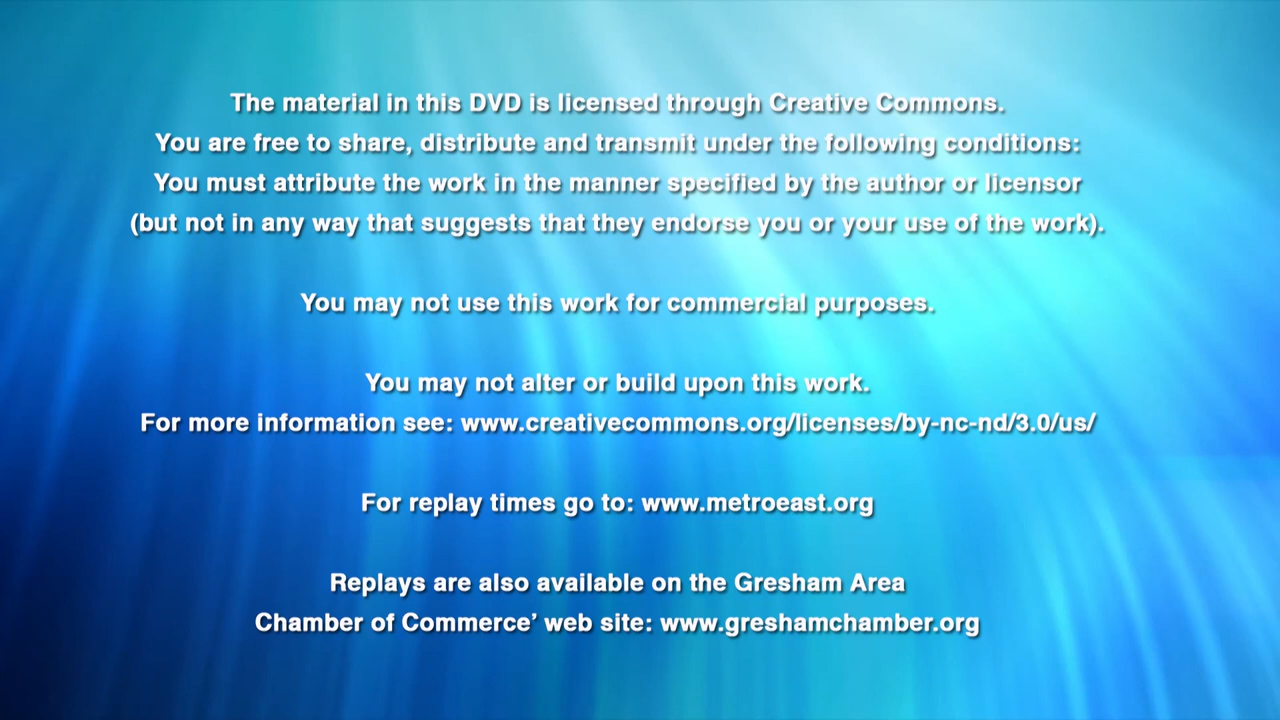 The material in this DVD is licensed through Creative Commons.
You are free to share, distribute and transmit under the following conditions:
You must attribute the work in the manner specified by the author or licensor
(but not in any way that suggests that they endorse you or your use of the work).
You may not use this work for commercial purposes.
You may not alter or build upon this work.
For more information see: www.creativecommons.org/licenses/by-nc-nd/3.0/us/
For replay times go to: www.metroeast.org
Replays are also available on the Gresham Area
Chamber of Commerce’ web site: www.greshamchamber.org